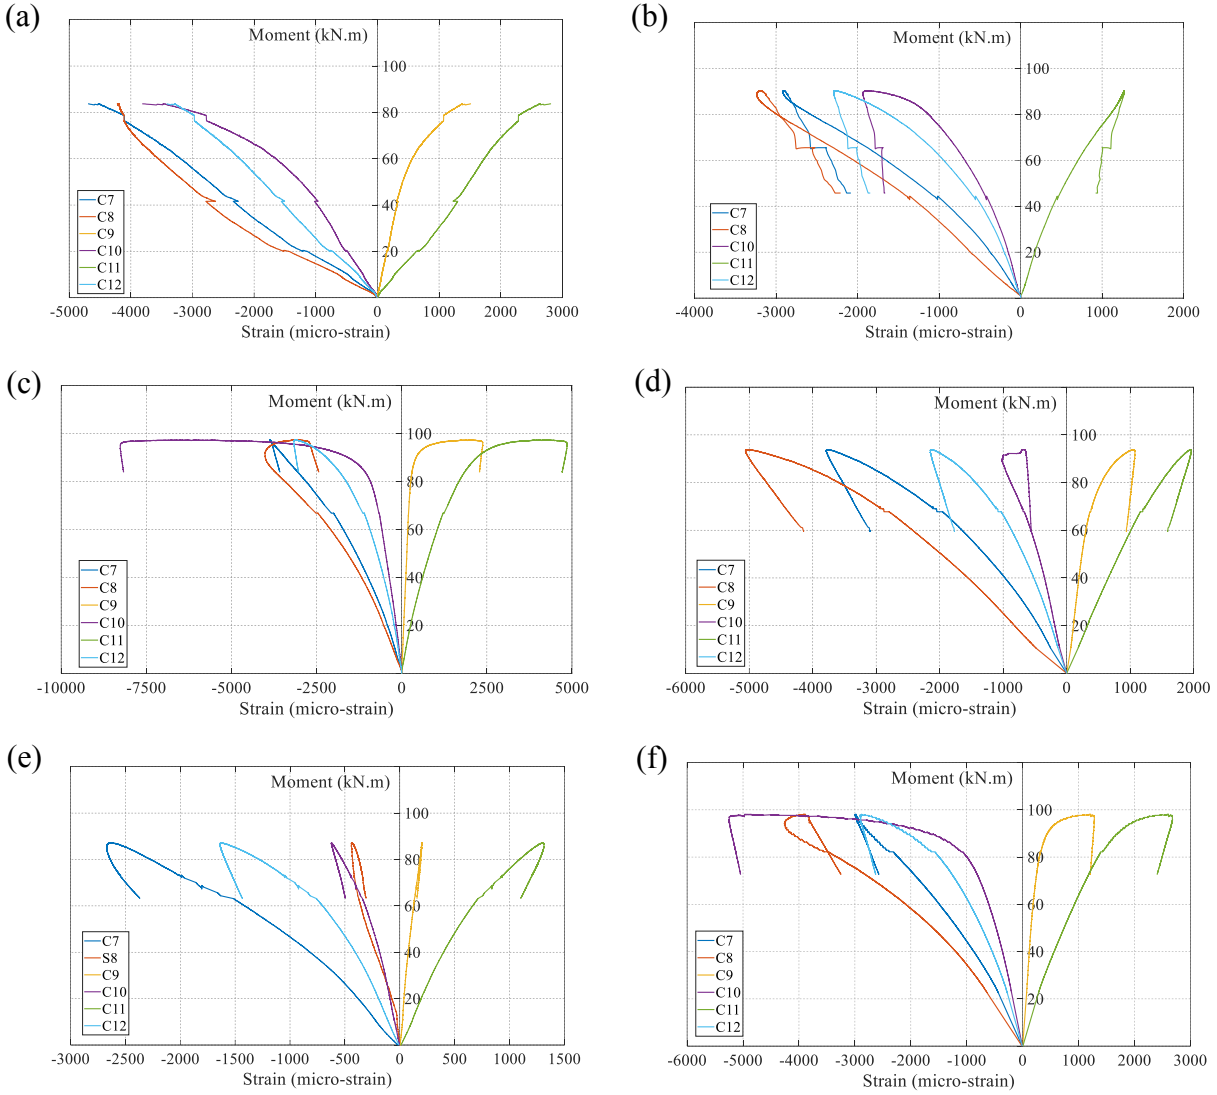 (a)
Moment (kN.m)
100
80
60
40
20
C7
C8
C9
C10
C11
C12
-5000 -4000 -3000 -2000 -1000 0 1000 2000 3000
Strain (micro-strain)
(b)
Moment (kN.m)
100
80
60
40
20
C7
C8
C10
C11
C12
-4000 -3000 -2000 -1000 0 1000 2000
Strain (micro-strain)
(c)
Moment (kN.m)
100
80
60
40
20
C7
C8
C9
C10
C11
C12
-10000 -7500 -5000 -2500 0 2500 5000
Strain (micro-strain)
(d)
Moment (kN.m)
100
80
60
40
20
C7
C8
C9
C10
C11
C12
-6000 -5000 -4000 -3000 -2000 -1000 0 1000 2000
Strain (micro-strain)
(e)
Moment (kN.m)
100
80
60
40
20
C7
S8
C9
C10
C11
C12
-3000 -2500 -2000 -1500 -1000 -500 0 500 1000 1500
Strain (micro-strain)
(f)
Moment (kN.m)
100
80
60
40
20
C7
C8
C9
C10
C11
C12
-6000 -5000 -4000 -3000 -2000 -1000 0 1000 2000 3000
Strain (micro-strain)